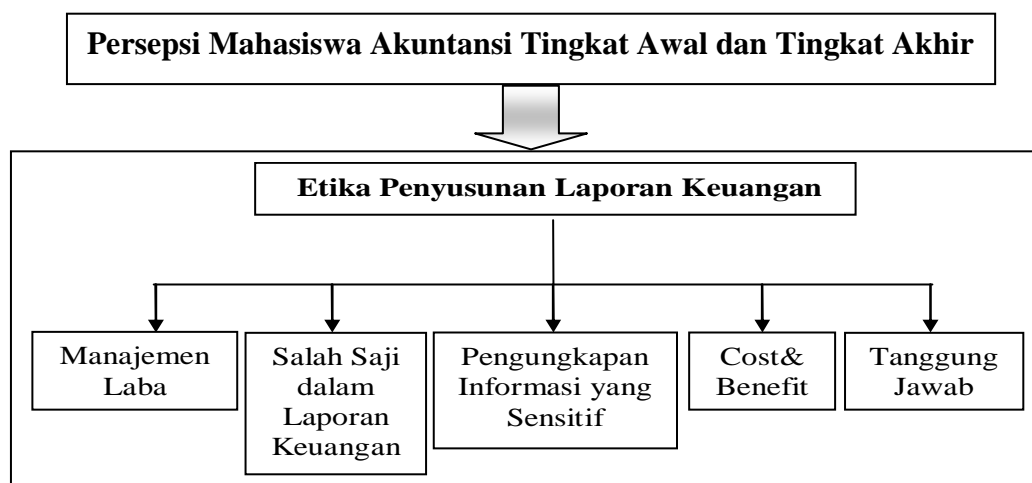 Persepsi Mahasiswa Akuntansi Tingkat Awal dan Tingkat Akhir
Etika Penyusunan Laporan Keuangan
Manajemen
Laba
Salah Saji
dalam
Laporan
Keuangan
Pengungkapan
Informasi yang
Sensitif
Cost&
Benefit
Tanggung
Jawab